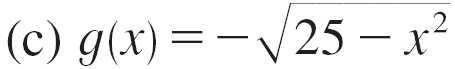 (c) g(x) = −√(25 − x²)